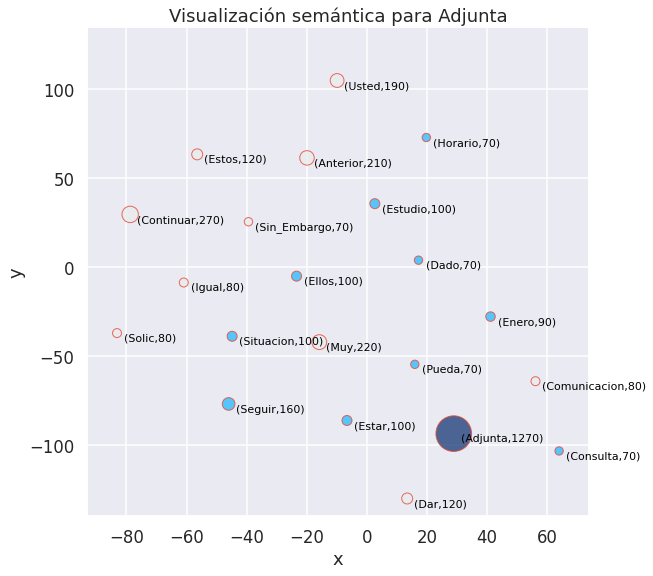 Visualización semántica para Adjunta
100
50
0
−50
−100
y
(Usted,190)
(Horario,70)
(Estos,120)
(Anterior,210)
(Continuar,270)
(Estudio,100)
(Sin_Embargo,70)
(Dado,70)
(Ellos,100)
(Igual,80)
(Enero,90)
(Solic,80)
(Situacion,100)
(Muy,220)
(Pueda,70)
(Comunicacion,80)
(Seguir,160)
(Estar,100)
(Adjunta,1270)
(Consulta,70)
(Dar,120)
−80 −60 −40 −20 0 20 40 60
x